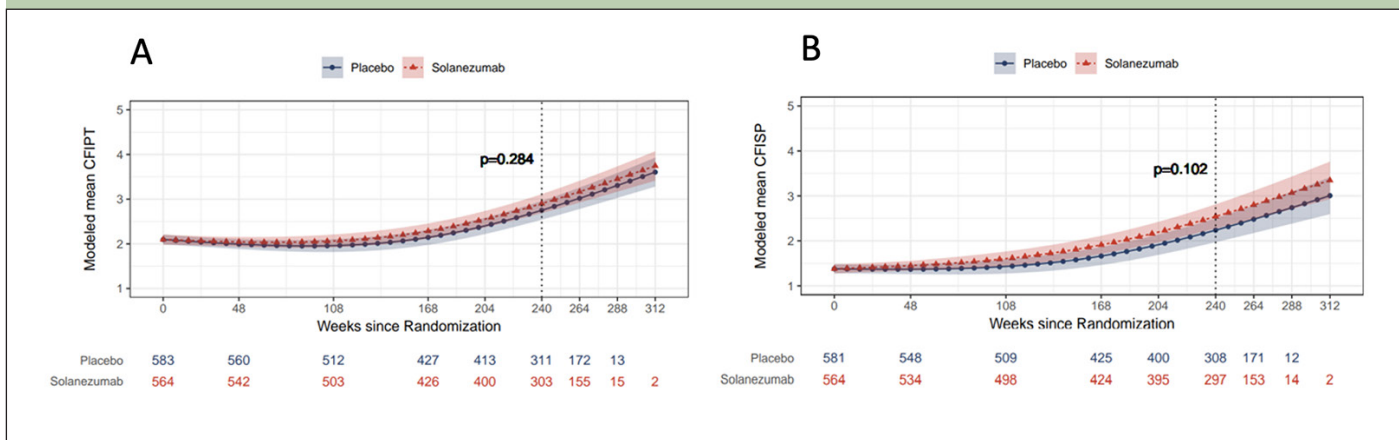 A
Placebo Solanezumab
Modeled mean CFIPT
5
4
3
2
1
p=0.284
0 48 108 168 204 240 264 288 312
Weeks since Randomization
Placebo 583 560 512 427 413 311 172 13
Solanezumab 564 542 503 426 400 303 155 15 2
B
Placebo Solanezumab
Modeled mean CFISP
5
4
3
2
1
p=0.102
0 48 108 168 204 240 264 288 312
Weeks since Randomization
Placebo 581 548 509 425 400 308 171 12
Solanezumab 564 534 498 424 395 297 153 14 2